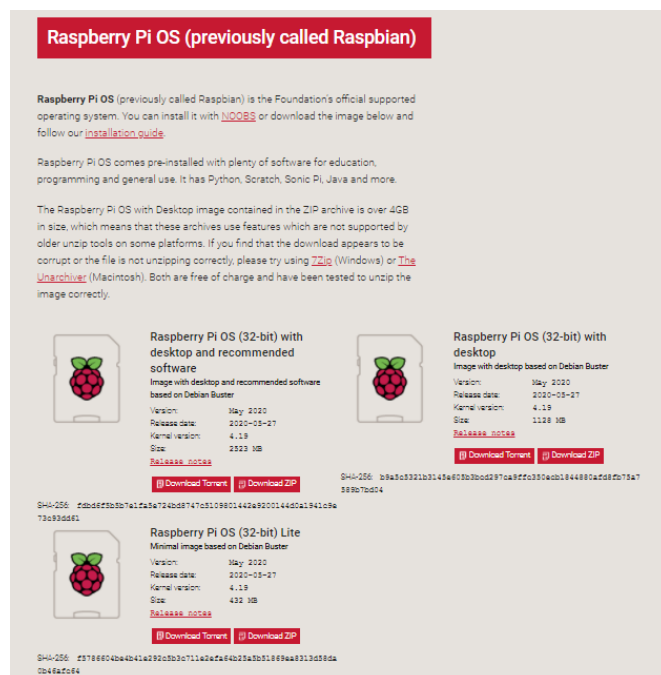 Raspberry Pi OS (previously called Raspbian)
Raspberry Pi OS (previously called Raspbian) is the Foundation's official supported
operating system. You can install it with NOOBS or download the image below and
follow our installation guide.
Raspberry Pi OS comes pre-installed with plenty of software for education,
programming and general use. It has Python, Scratch, Sonic Pi, Java and more.
The Raspberry Pi OS with Desktop image contained in the ZIP archive is over 4GB
in size, which means that these archives use features which are not supported by
older unzip tools on some platforms. If you find that the download appears to be
corrupt or the file is not unzipping correctly, please try using 7Zip (Windows) or The
Unarchiver (Macintosh). Both are free of charge and have been tested to unzip the
image correctly.
Raspberry Pi OS (32-bit) with
desktop and recommended
software
Image with desktop and recommended software
based on Debian Buster
Version: May 2020
Release date: 2020-05-27
Kernel version: 4.19
Size: 2523 MB
Release notes
Download Torrent Download ZIP
SHA-256:
Raspberry Pi OS (32-bit) with
desktop
Image with desktop based on Debian Buster
Version: May 2020
Release date: 2020-05-27
Kernel version: 4.19
Size: 1128 MB
Release notes
Download Torrent Download ZIP
SHA-256:
Raspberry Pi OS (32-bit) Lite
Minimal image based on Debian Buster
Version: May 2020
Release date: 2020-05-27
Kernel version: 4.19
Size: 432 MB
Release notes
Download Torrent Download ZIP
SHA-256: